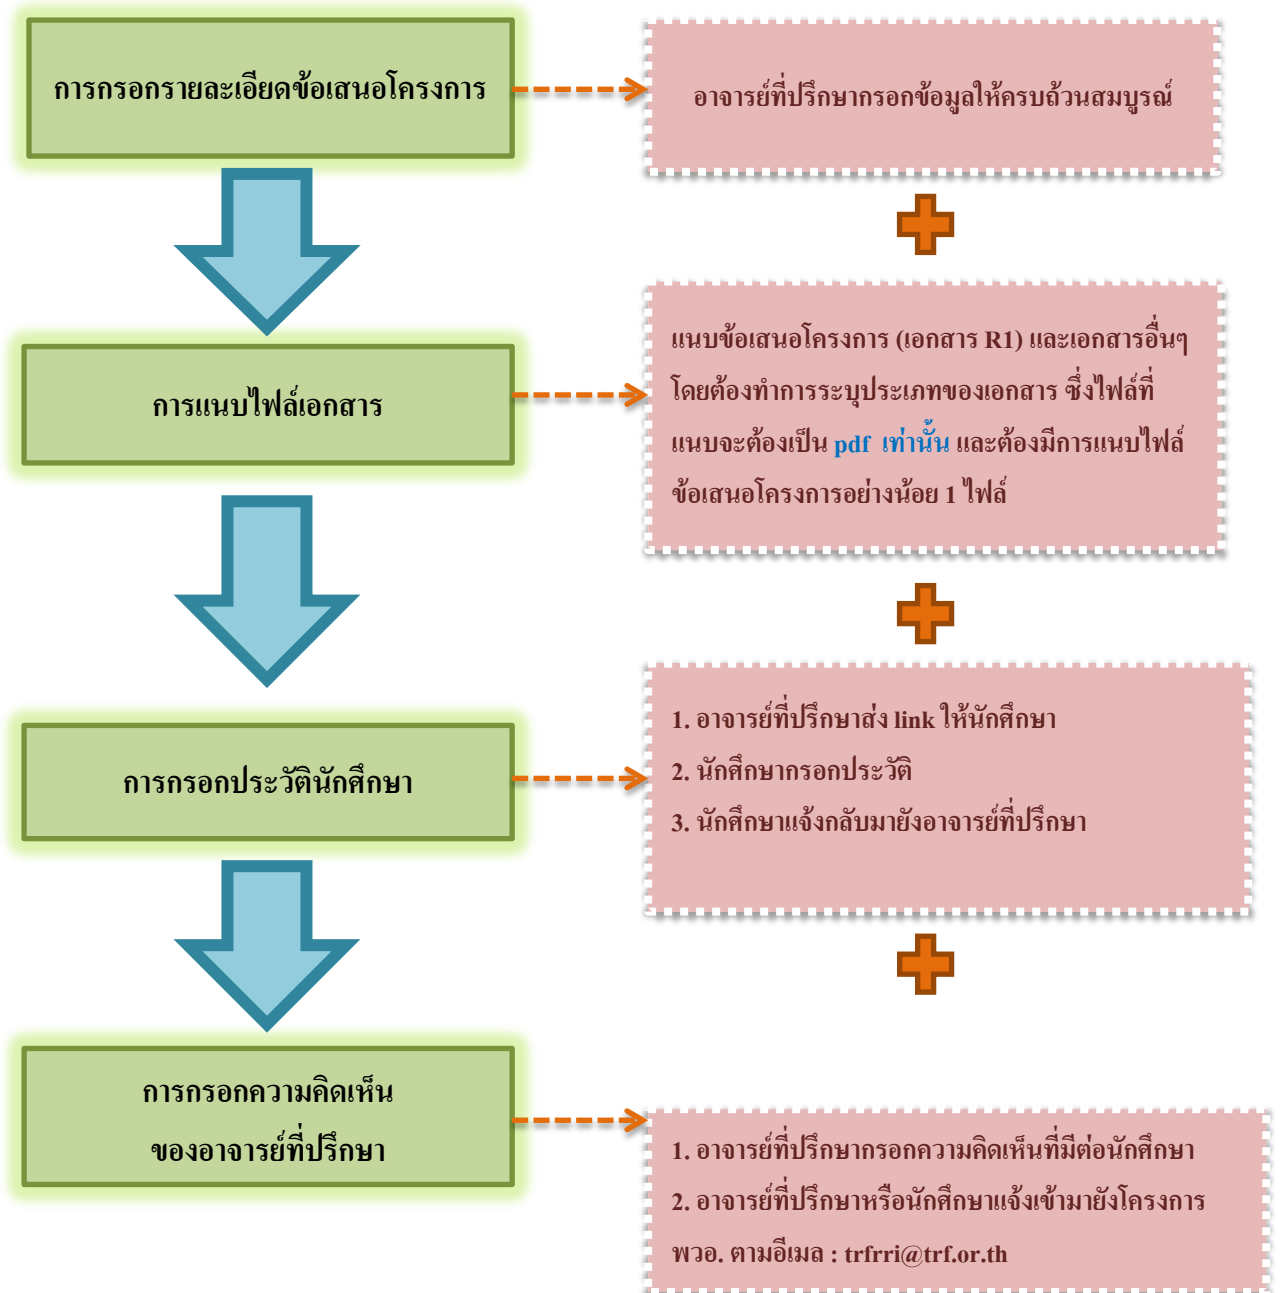 การกรอกรายละเอียดข้อเสนอโครงการ
อาจารย์ที่ปรึกษากรอกข้อมูลให้ครบถ้วนสมบูรณ์
การแนบไฟล์เอกสาร
แนบข้อเสนอโครงการ (เอกสาร R1) และเอกสารอื่นๆ
โดยต้องทำการระบุประเภทของเอกสาร ซึ่งไฟล์ที่
แนบจะต้องเป็น pdf เท่านั้น และต้องมีการแนบไฟล์
ข้อเสนอโครงการอย่างน้อย 1 ไฟล์
การกรอกประวัตินักศึกษา
1. อาจารย์ที่ปรึกษาส่ง link ให้นักศึกษา
2. นักศึกษากรอกประวัติ
3. นักศึกษาแจ้งกลับมายังอาจารย์ที่ปรึกษา
การกรอกความคิดเห็น
ของอาจารย์ที่ปรึกษา
1. อาจารย์ที่ปรึกษากรอกความคิดเห็นที่มีต่อนักศึกษา
2. อาจารย์ที่ปรึกษาหรือนักศึกษาแจ้งเข้ามายังโครงการ
พวอ. ตามอีเมล : trfrri@trf.or.th